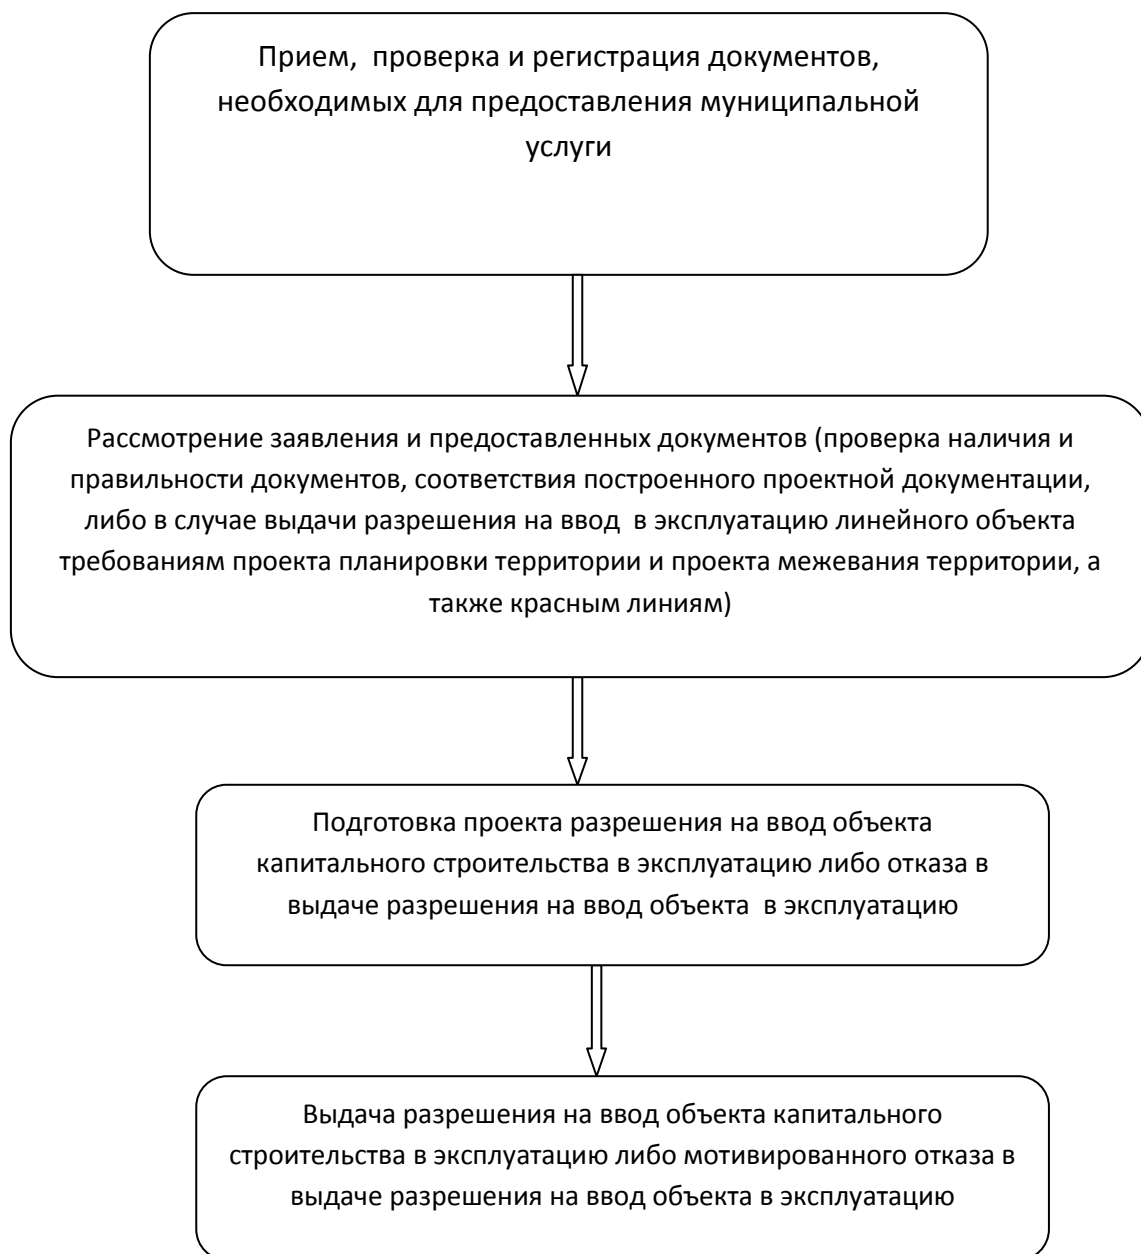 Прием,  проверка и регистрация документов,
необходимых для предоставления муниципальной
услуги
Рассмотрение заявления и предоставленных документов (проверка наличия и
правильности документов, соответствия построенного проектной документации,
либо в случае выдачи разрешения на ввод  в эксплуатацию линейного объекта
требованиям проекта планировки территории и проекта межевания территории, а
также красным линиям)
Подготовка проекта разрешения на ввод объекта
капитального строительства в эксплуатацию либо отказа в
выдаче разрешения на ввод объекта  в эксплуатацию
Выдача разрешения на ввод объекта капитального
строительства в эксплуатацию либо мотивированного отказа в
выдаче разрешения на ввод объекта в эксплуатацию